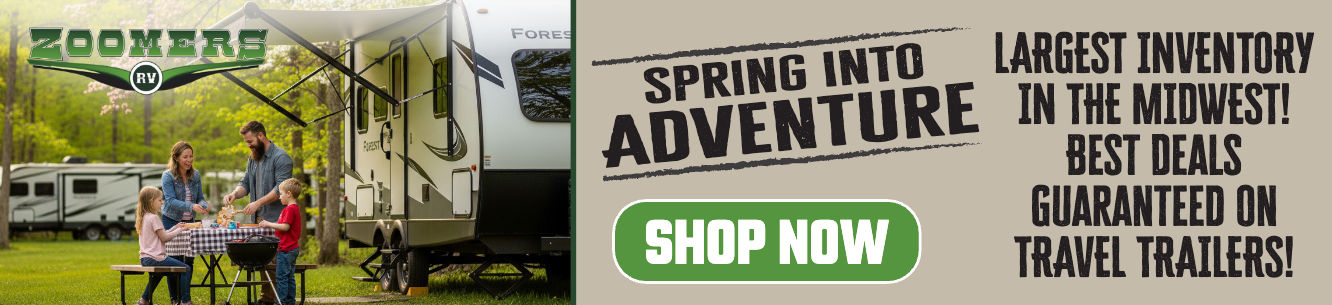 ZOOMERS
RV
FORES
FOREST
SPRING INTO
ADVENTURE
SHOP NOW
LARGEST INVENTORY
IN THE MIDWEST!
BEST DEALS
GUARANTEED ON
TRAVEL TRAILERS!